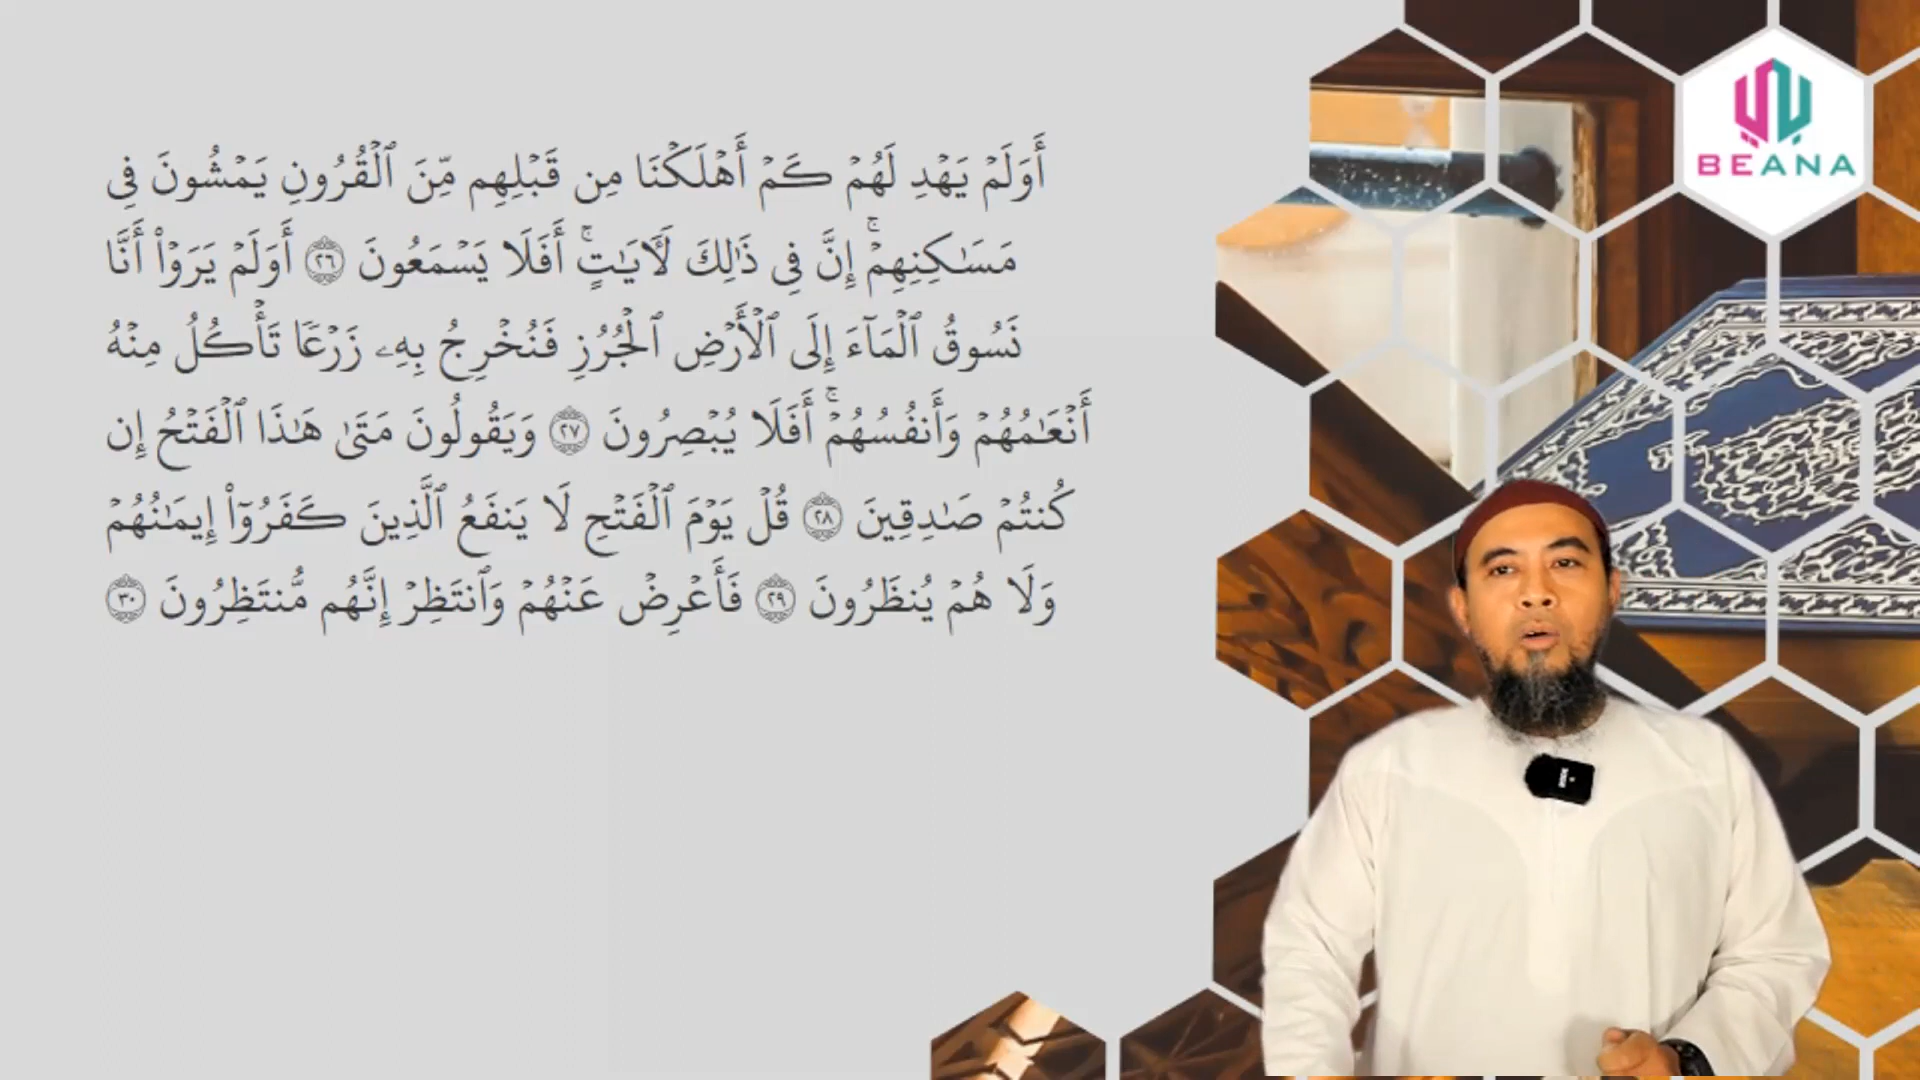 أَوَلَمۡ يَهۡدِ لَهُمۡ كَمۡ أَهۡلَكۡنَا مِن قَبۡلِهِم مِّنَ ٱلۡقُرُونِ يَمۡشُونَ فِي
مَسَٰكِنِهِمۡۚ إِنَّ فِي ذَٰلِكَ لَأٓيَٰتٍۚ أَفَلَا يَسۡمَعُونَ ٢٦ أَوَلَمۡ يَرَوۡاْ أَنَّا
نَسُوقُ ٱلۡمَآءَ إِلَى ٱلۡأَرۡضِ ٱلۡجُرُزِ فَنُخۡرِجُ بِهِۦ زَرۡعٗا تَأۡكُلُ مِنۡهُ
أَنۡعَٰمُهُمۡ وَأَنفُسُهُمۡۚ أَفَلَا يُبۡصِرُونَ ٢٧ وَيَقُولُونَ مَتَىٰ هَٰذَا ٱلۡفَتۡحُ إِن
كُنتُمۡ صَٰدِقِينَ ٢٨ قُلۡ يَوۡمَ ٱلۡفَتۡحِ لَا يَنفَعُ ٱلَّذِينَ كَفَرُوٓاْ إِيمَٰنُهُمۡ
وَلَا هُمۡ يُنظَرُونَ ٢٩ فَأَعۡرِضۡ عَنۡهُمۡ وَٱنتَظِرۡ إِنَّهُم مُّنتَظِرُونَ ٣٠
BEANA